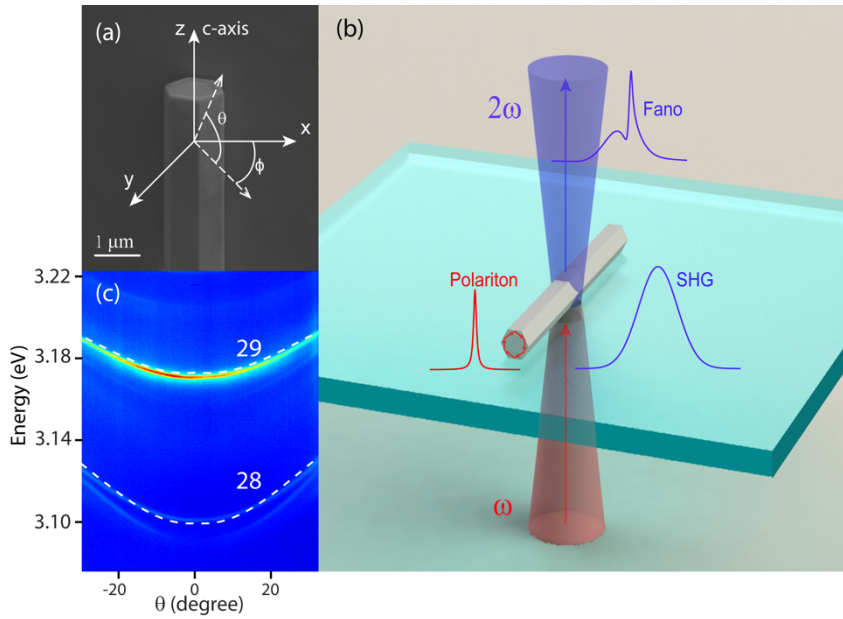 (a)
z
c-axis
θ
x
ϕ
y
1 μm
(b)
2ω
Fano
Polariton
SHG
ω
(c)
3.22
3.18
3.14
3.10
Energy (eV)
29
28
-20
0
20
θ (degree)